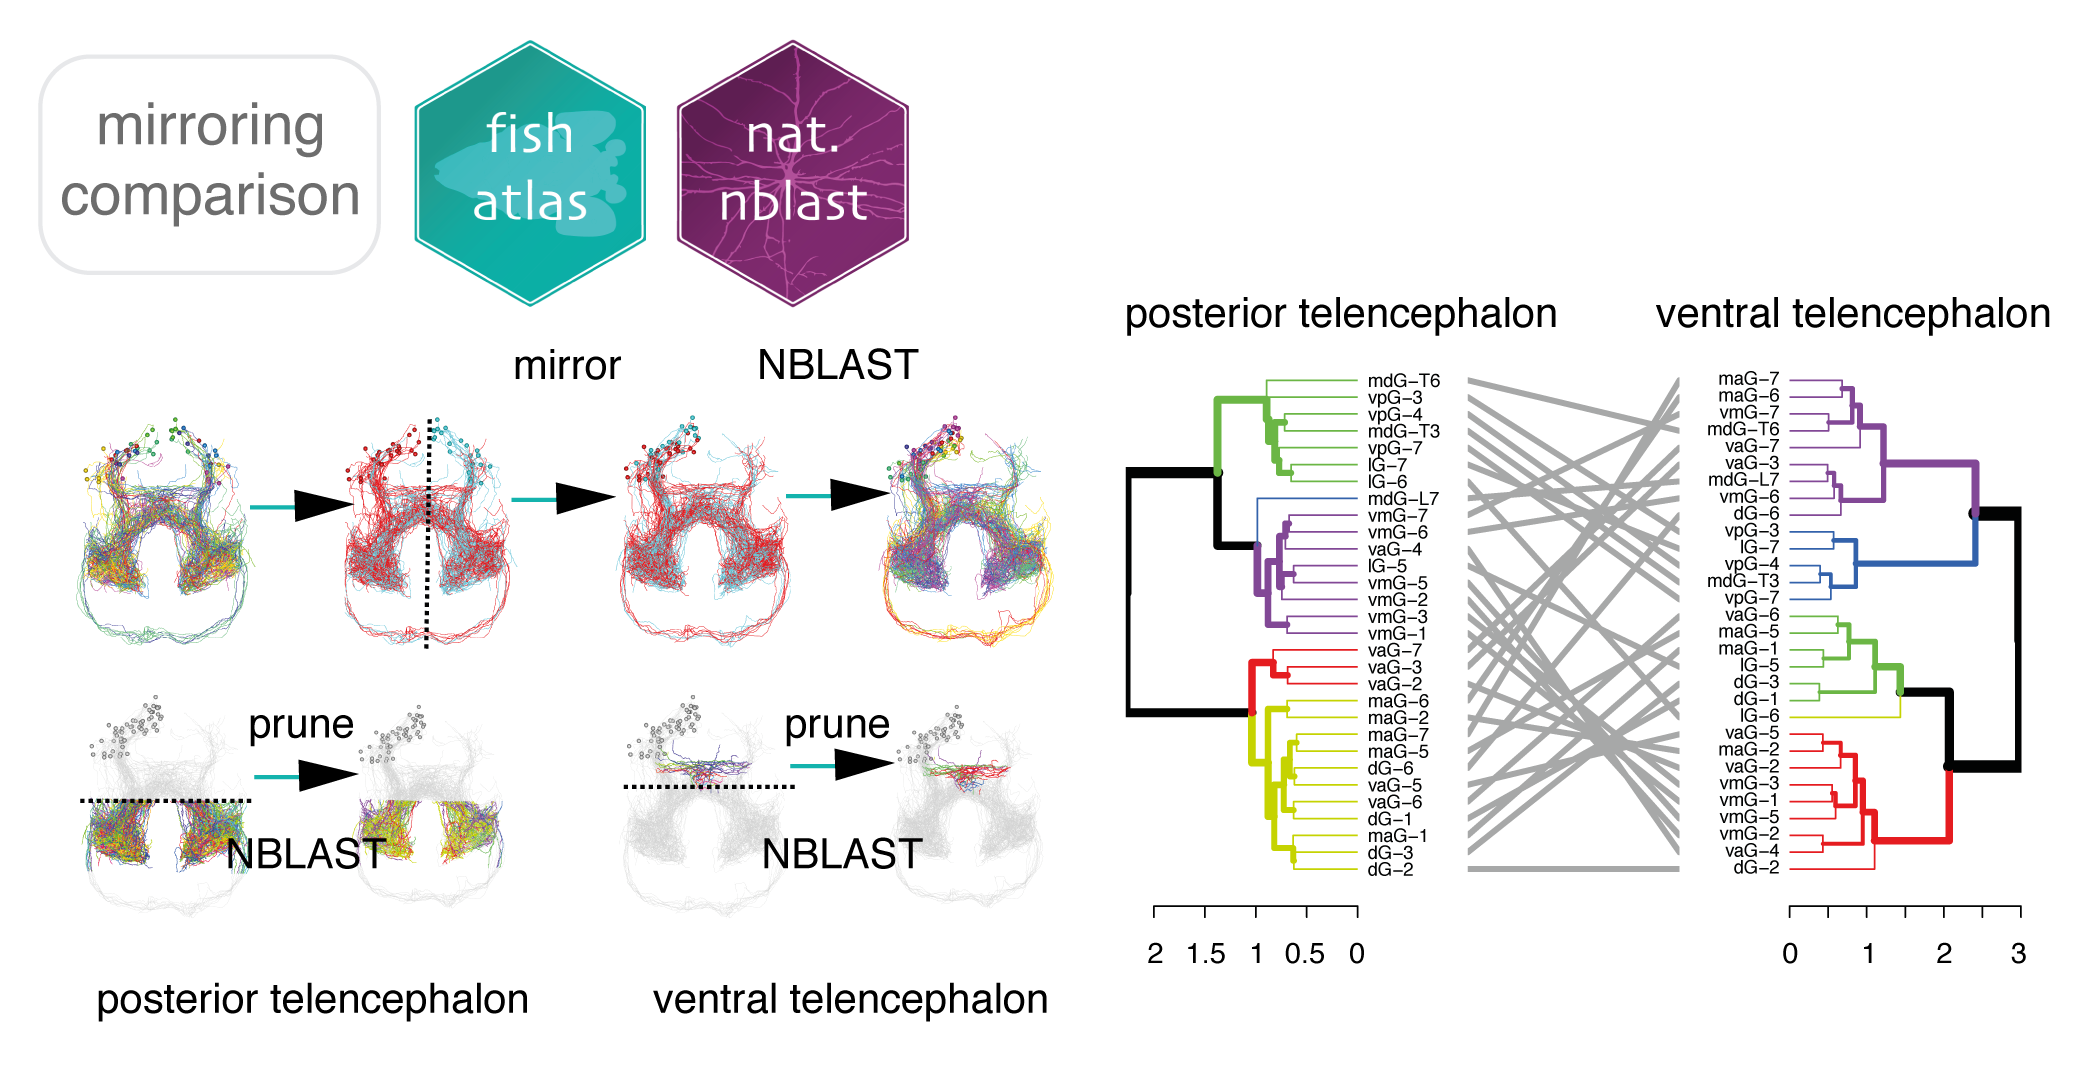 mirroring
comparison
fish
atlas
nat.
nblast
mirror
NBLAST
prune
NBLAST
prune
NBLAST
posterior telencephalon
ventral telencephalon
posterior telencephalon
mdG−T6
vpG−3
vpG−4
mdG−T3
vpG−7
lG−7
lG−6
mdG−L7
vmG−7
vmG−6
vaG−4
lG−5
vmG−5
vmG−2
vmG−3
vmG−1
vaG−7
vaG−3
vaG−2
maG−6
maG−2
maG−7
maG−5
dG−6
vaG−5
vaG−6
dG−1
maG−1
dG−3
dG−2
2 1.5 1 0.5 0
ventral telencephalon
maG−7
maG−6
vmG−7
mdG−T6
vaG−7
vaG−3
mdG−L7
vmG−6
dG−6
vpG−3
lG−7
vpG−4
mdG−T3
vpG−7
vaG−6
maG−5
maG−1
lG−5
dG−3
dG−1
lG−6
vaG−5
maG−2
vaG−2
vmG−3
vmG−1
vmG−5
vmG−2
vaG−4
dG−2
0 1 2 3